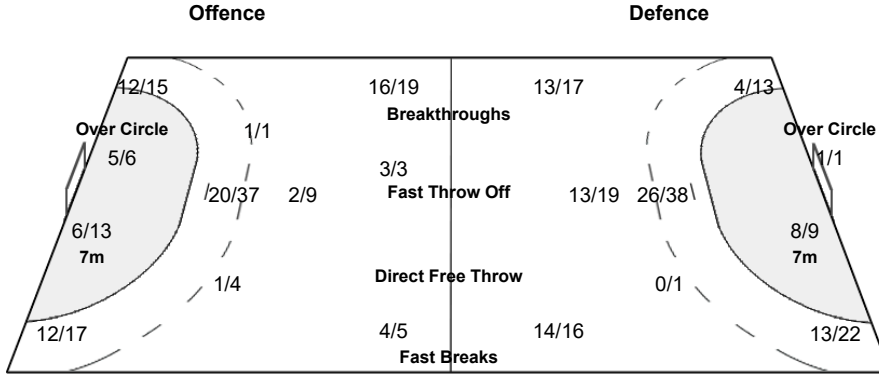 Offence Defence
12/15 16/19 13/17 4/13
Breakthroughs
Over Circle 1/1 Over Circle
5/6 3/3 1/1
20/37 2/9 Fast Throw Off 13/19 26/38
6/13 8/9
7m 7m
1/4 Direct Free Throw 0/1
12/17 4/5 14/16 13/22
Fast Breaks